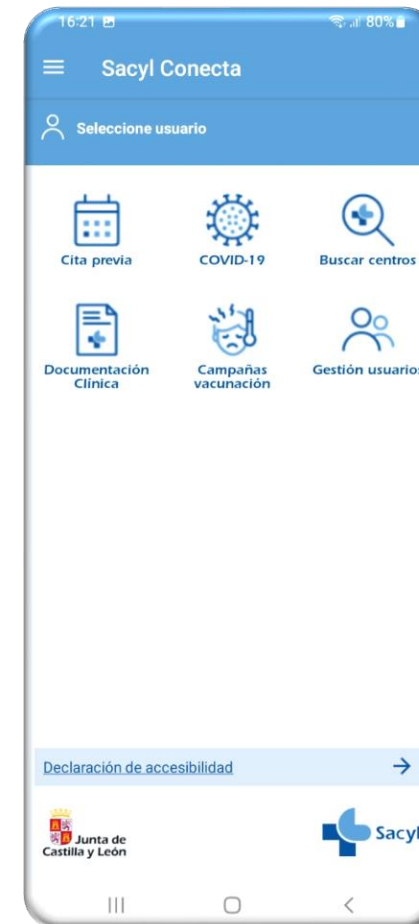 16:21 80%
Sacyl Conecta
Seleccione usuario
Cita previa COVID-19 Buscar centros
Documentación Campañas Gestión usuarios
Clínica vacunación
Declaración de accesibilidad
Junta de
Castilla y León
Sacyl